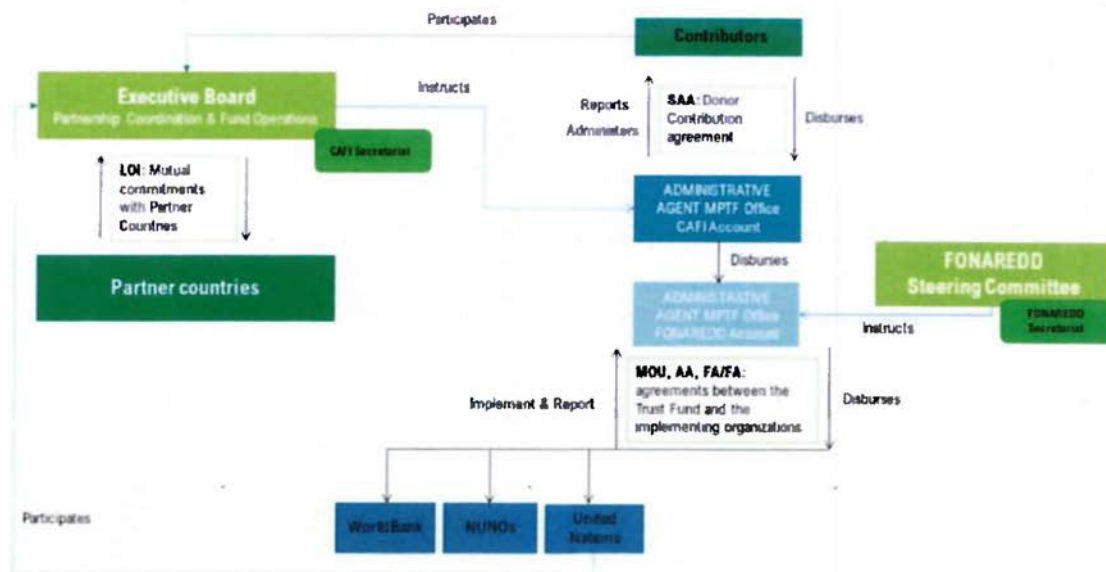 Participates
Contributors
Executive Board
Partnership Coordination & Fund Operations
CAFI Secretariat
Instructs
Reports
Administers
SAA: Donor
Contribution
agreement
Disburses
LOI: Mutual
commitments
with Partner
Countries
ADMINISTRATIVE
AGENT MPTF Office
CAFI Account
Partner countries
Disburses
FONAREDD
Steering Committee
FONAREDD
Secretariat
ADMINISTRATIVE
AGENT MPTF Office
FONAREDD Account
Instructs
MOU, AA, FA/FA:
agreements between the
Trust Fund and the
implementing organizations
Implement & Report
Disburses
Participates
World Bank
NUNOs
United
Nations